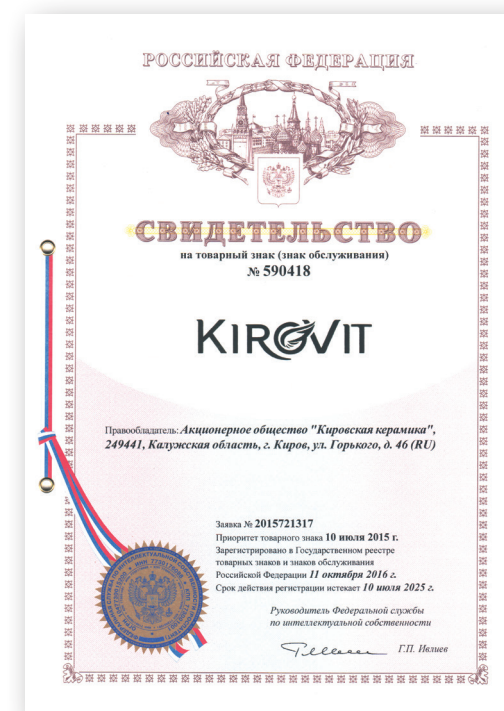 РОССИЙСКАЯ ФЕДЕРАЦИЯ
СВИДЕТЕЛЬСТВО
на товарный знак (знак обслуживания)
№ 590418
KIROVIT
Правообладатель: Акционерное общество "Кировская керамика",
249441, Калужская область, г. Киров, ул. Горького, д. 46 (RU)
Заявка № 2015721317
Приоритет товарного знака 10 июля 2015 г.
Зарегистрировано в Государственном реестре
товарных знаков и знаков обслуживания
Российской Федерации 11 октября 2016 г.
Срок действия регистрации истекает 10 июля 2025 г.
Руководитель Федеральной службы
по интеллектуальной собственности
Г.П. Ивлиев